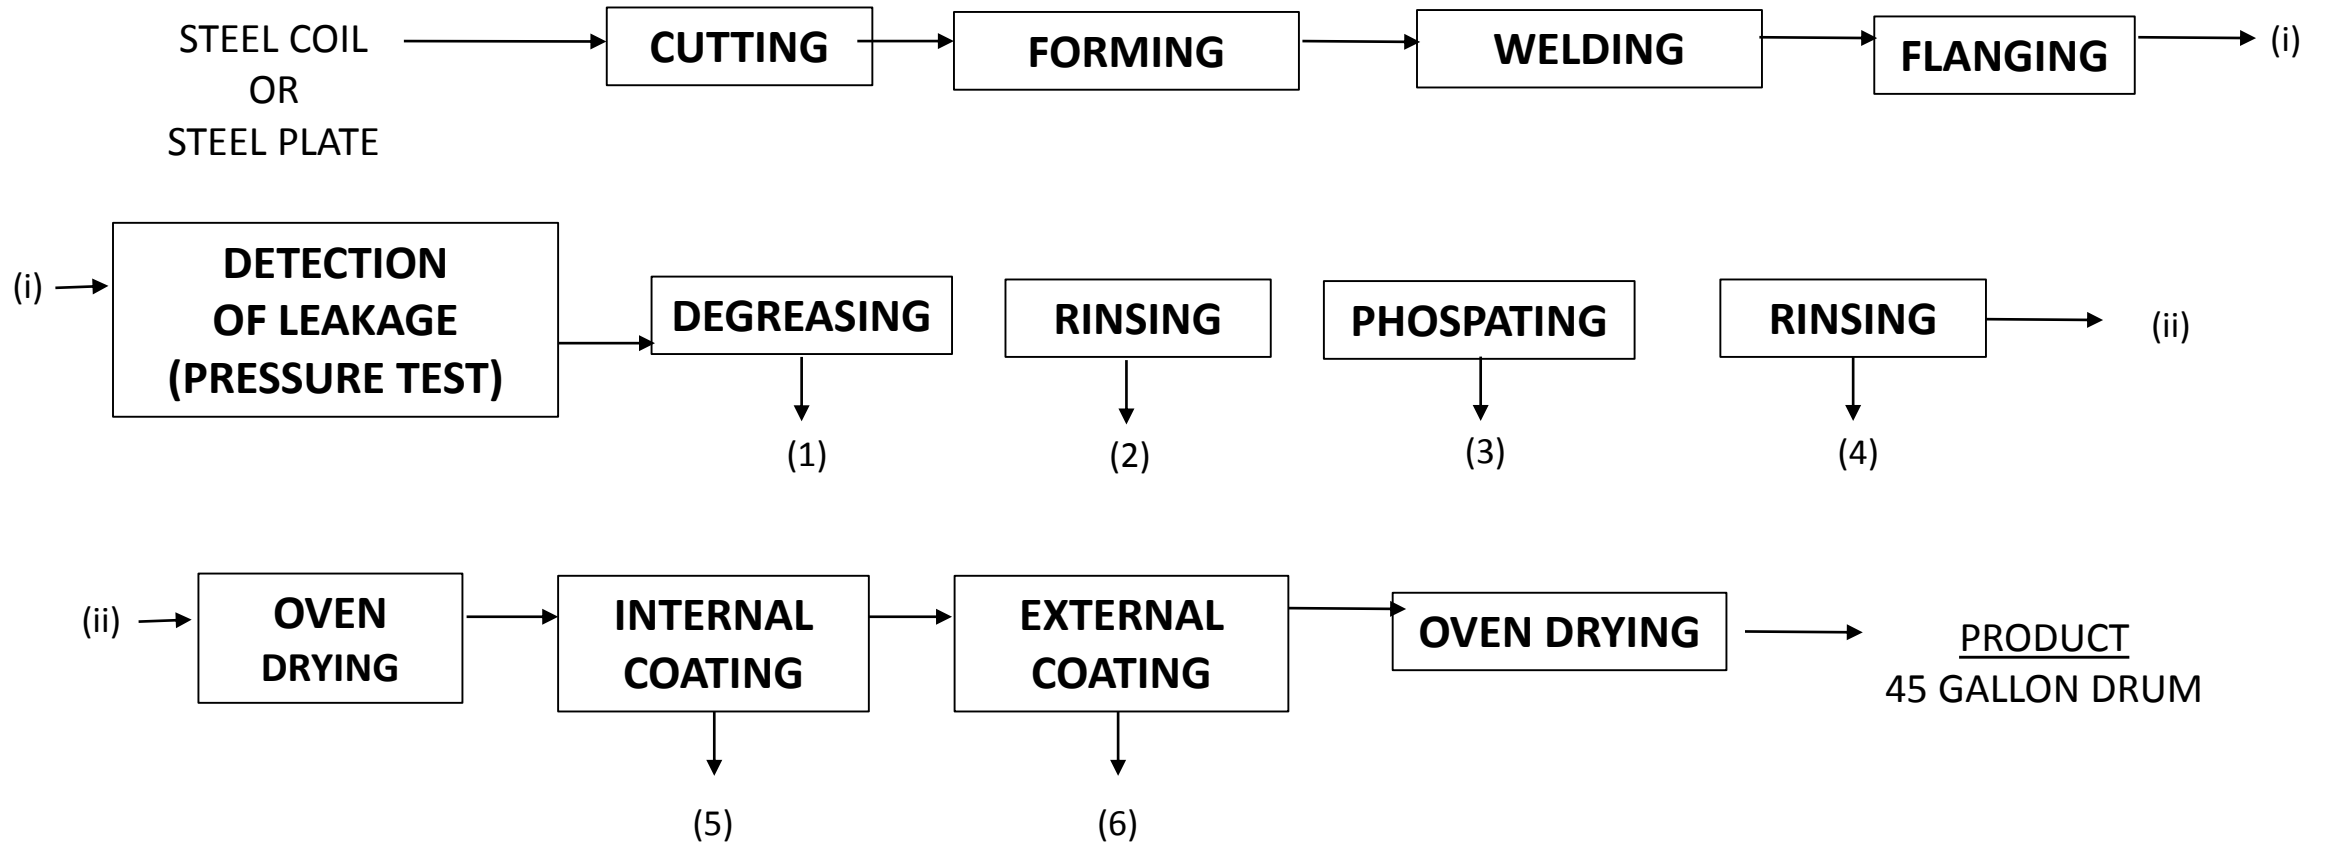 STEEL COIL
OR
STEEL PLATE
CUTTING
FORMING
WELDING
FLANGING
(i)
(i)
DETECTION
OF LEAKAGE
(PRESSURE TEST)
DEGREASING
RINSING
PHOSPATING
RINSING
(ii)
(1)
(2)
(3)
(4)
(ii)
OVEN
DRYING
INTERNAL
COATING
EXTERNAL
COATING
OVEN DRYING
PRODUCT
45 GALLON DRUM
(5)
(6)